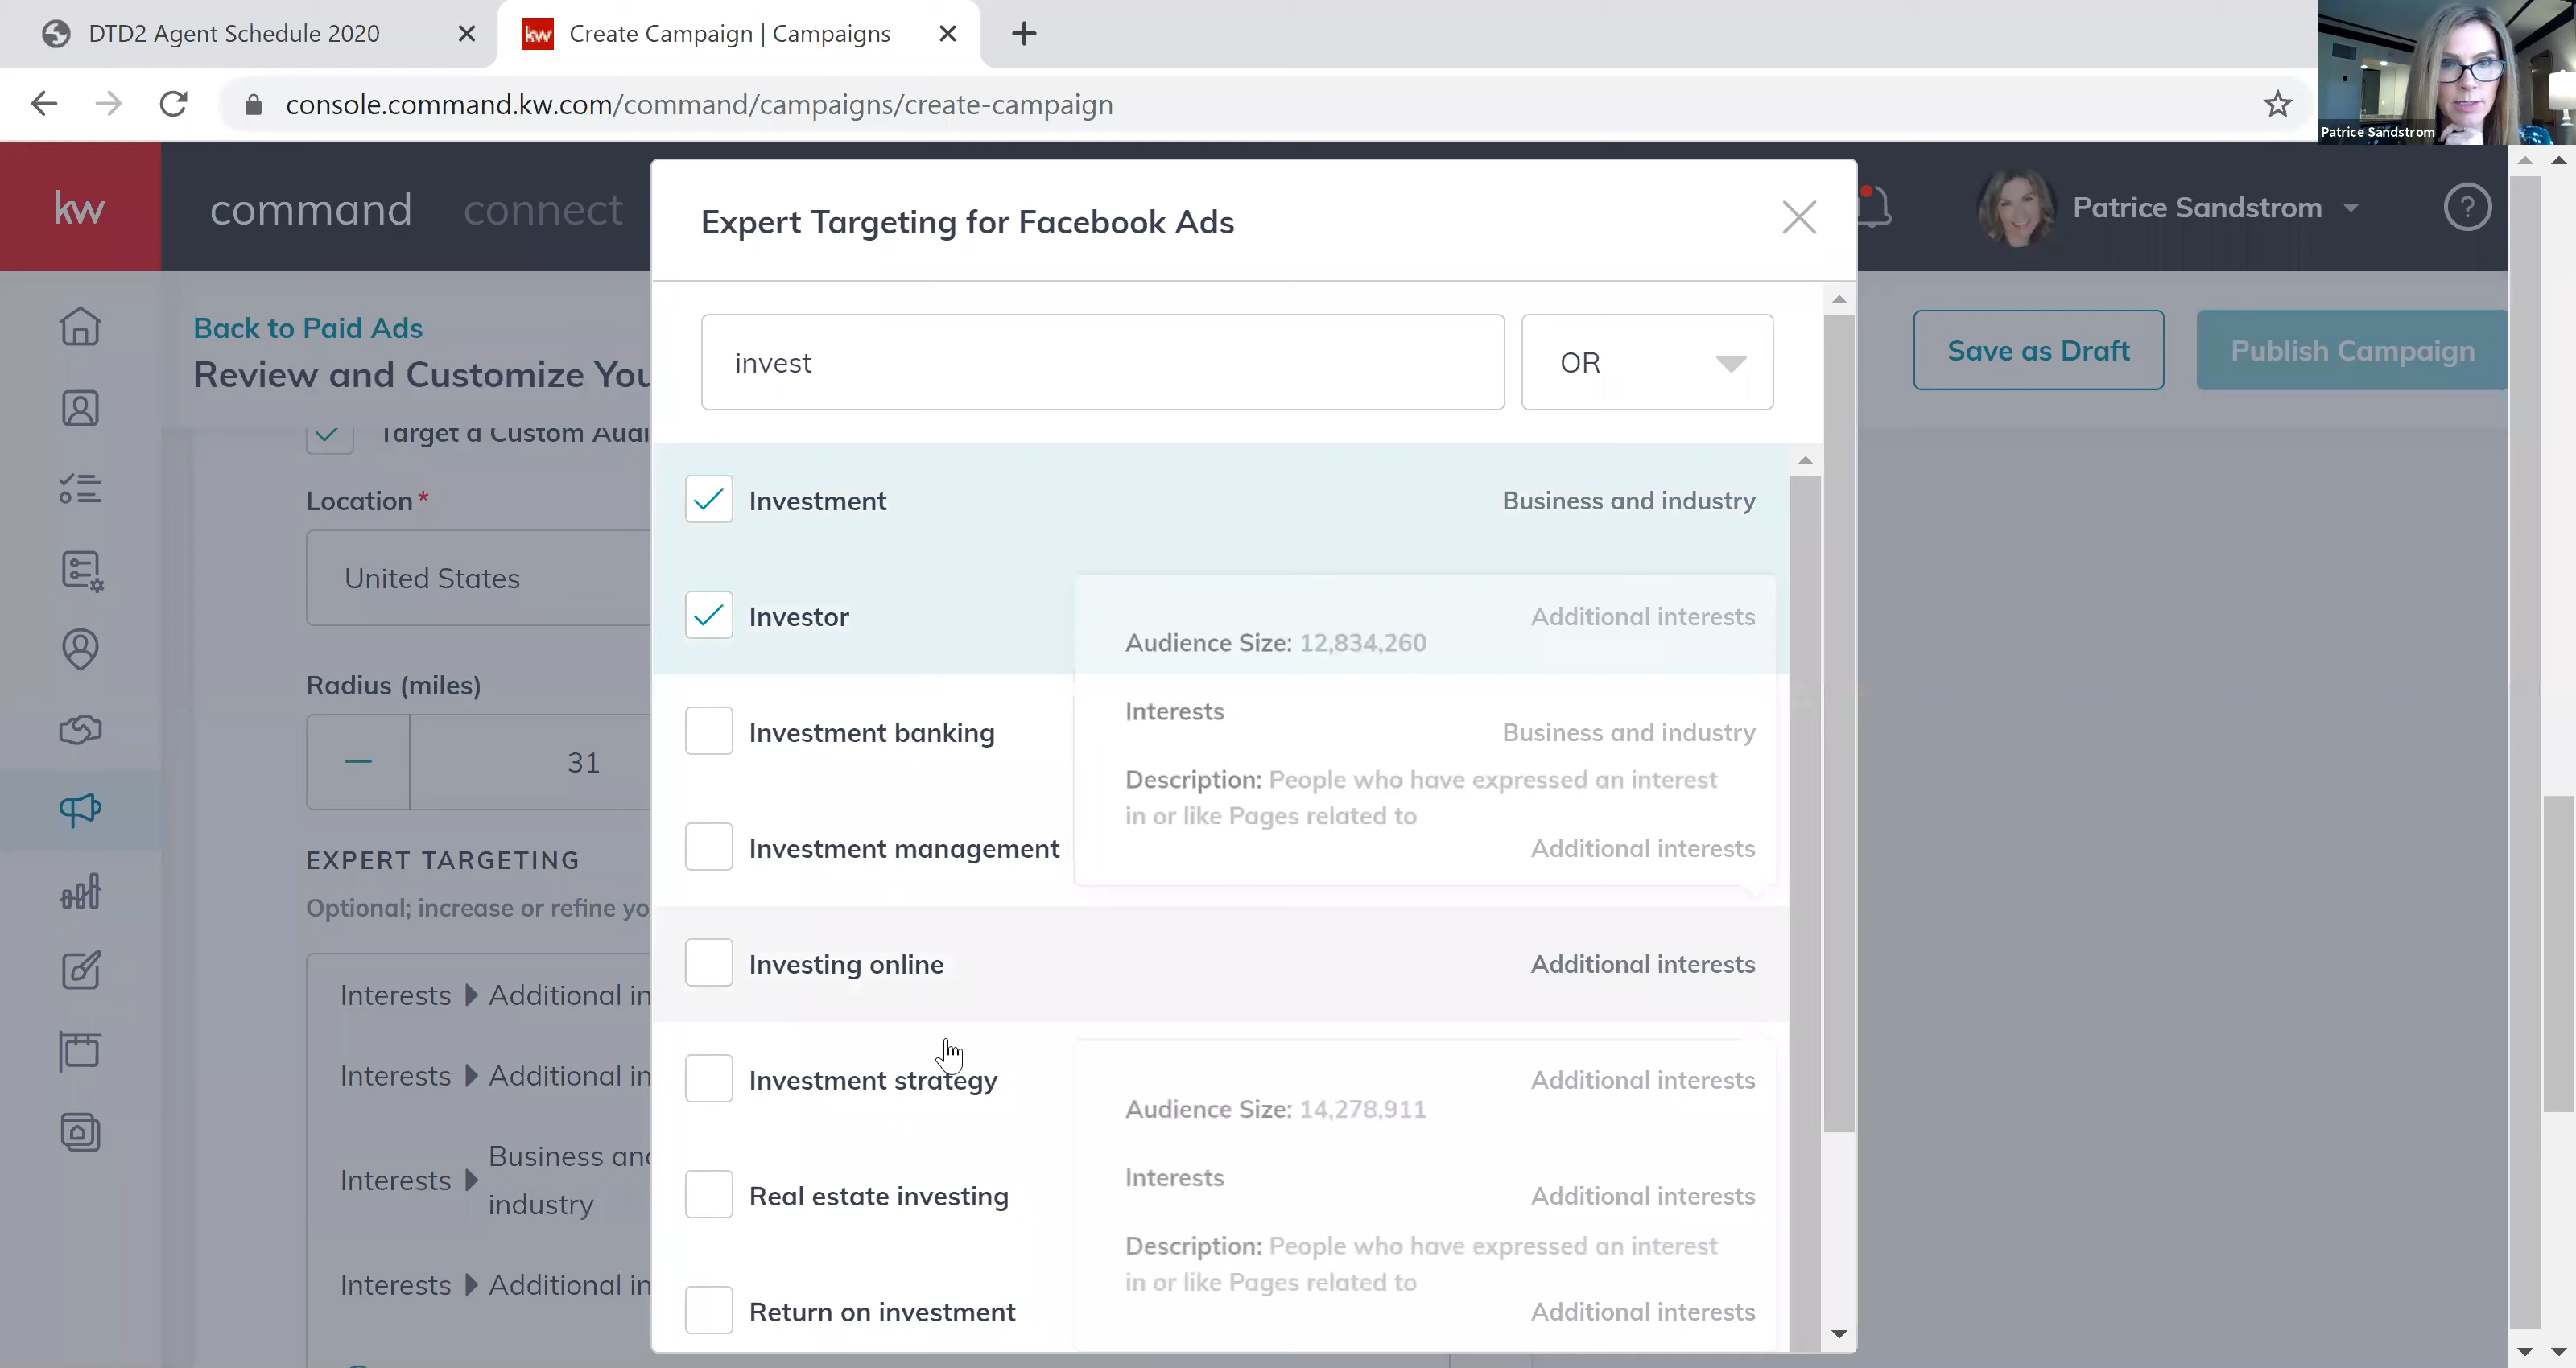 DTD2 Agent Schedule 2020
kw Create Campaign | Campaigns
console.command.kw.com/command/campaigns/create-campaign
Patrice Sandstrom
kw command connect
Patrice Sandstrom
?
Expert Targeting for Facebook Ads
Back to Paid Ads
Review and Customize You
Save as Draft
Publish Campaign
invest
OR
Target a Custom Audi
Location*
United States
Radius (miles)
31
EXPERT TARGETING
Optional; increase or refine yo
Interests Additional in
Interests Additional in
Interests Business and
industry
Interests Additional in
Investment Business and industry
Investor Additional interests
Audience Size: 12,834,260
Interests
Investment banking Business and industry
Description: People who have expressed an interest
in or like Pages related to
Investment management Additional interests
Investing online Additional interests
Investment strategy Additional interests
Audience Size: 14,278,911
Interests
Real estate investing Additional interests
Description: People who have expressed an interest
in or like Pages related to
Return on investment Additional interests